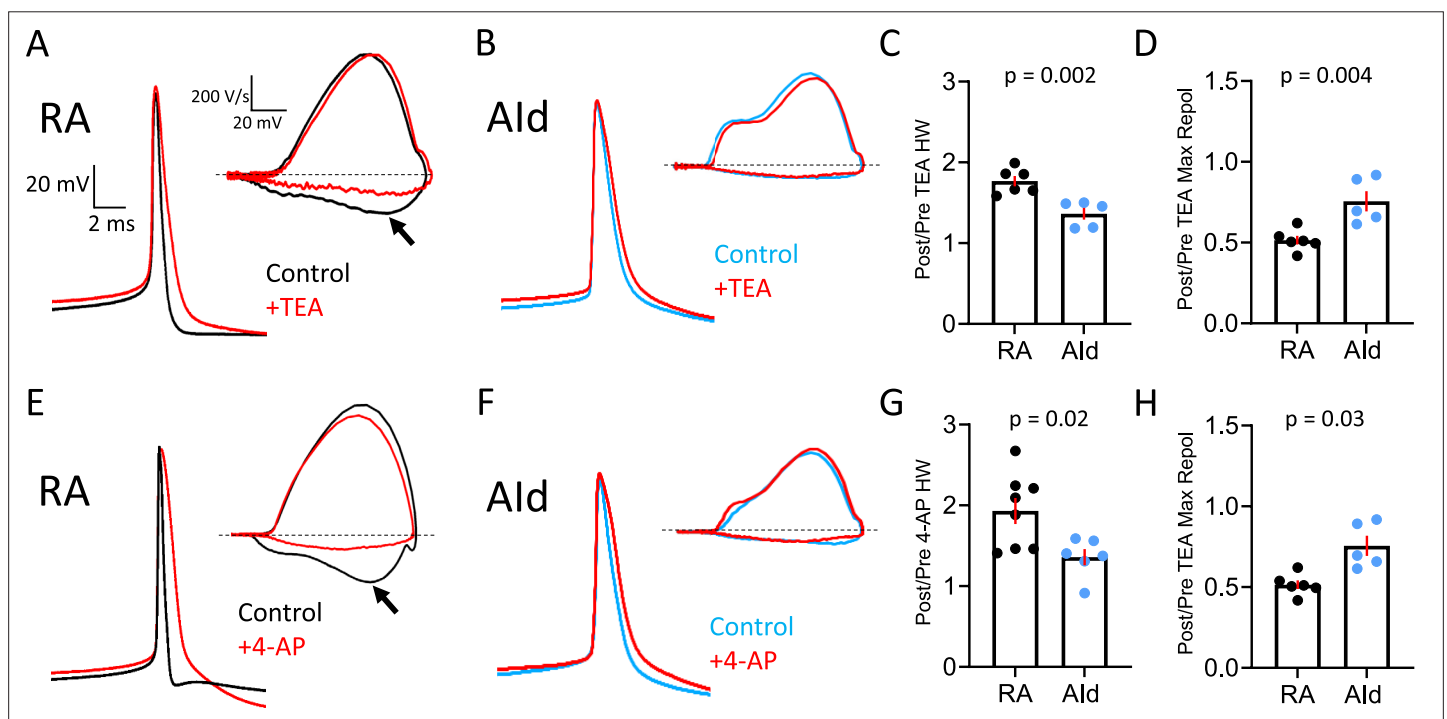 A
RA
20 mV
2 ms
200 V/s
20 mV
Control
+TEA
B
AId
Control
+TEA
C
p = 0.002
Post/Pre TEA HW
3
2
1
0
RA
AId
D
p = 0.004
Post/Pre TEA Max Repol
1.5
1.0
0.5
0.0
RA
AId
E
RA
Control
+4-AP
F
AId
Control
+4-AP
G
p = 0.02
Post/Pre 4-AP HW
3
2
1
0
RA
AId
H
p = 0.03
Post/Pre TEA Max Repol
1.5
1.0
0.5
0.0
RA
AId